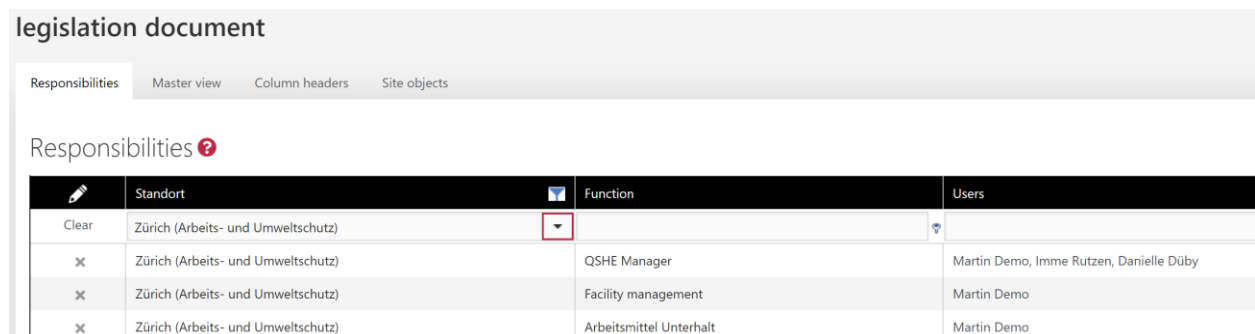 legislation document
Responsibilities Master view Column headers Site objects
Responsibilities ?
Standort Function Users
Clear Zürich (Arbeits- und Umweltschutz)
Zürich (Arbeits- und Umweltschutz) QSHE Manager Martin Demo, Imme Rutzen, Danielle Düby
Zürich (Arbeits- und Umweltschutz) Facility management Martin Demo
Zürich (Arbeits- und Umweltschutz) Arbeitsmittel Unterhalt Martin Demo